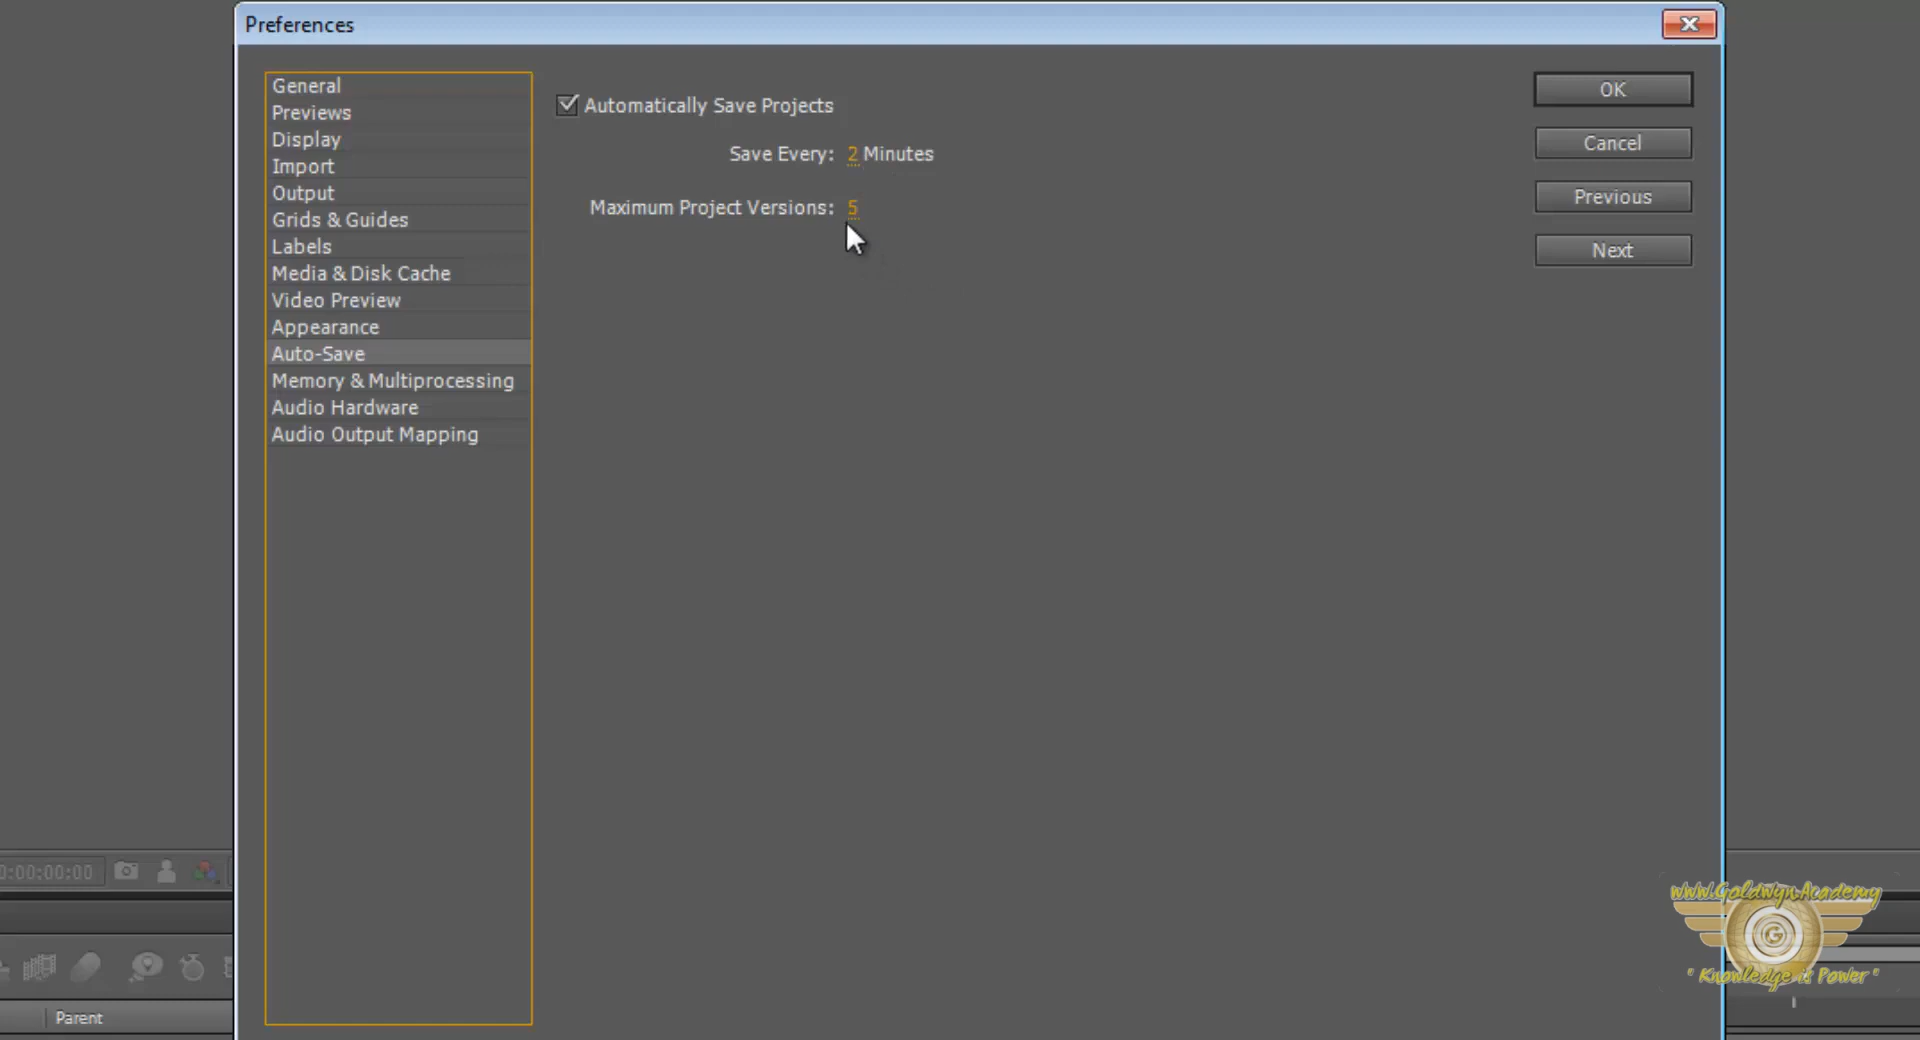 Preferences
General
Previews
Display
Import
Output
Grids & Guides
Labels
Media & Disk Cache
Video Preview
Appearance
Auto-Save
Memory & Multiprocessing
Audio Hardware
Audio Output Mapping
Automatically Save Projects
Save Every: 2 Minutes
Maximum Project Versions: 5
OK
Cancel
Previous
Next
0:00:00:00
Parent
www.Goldwyn.Academy
G
" Knowledge is Power "